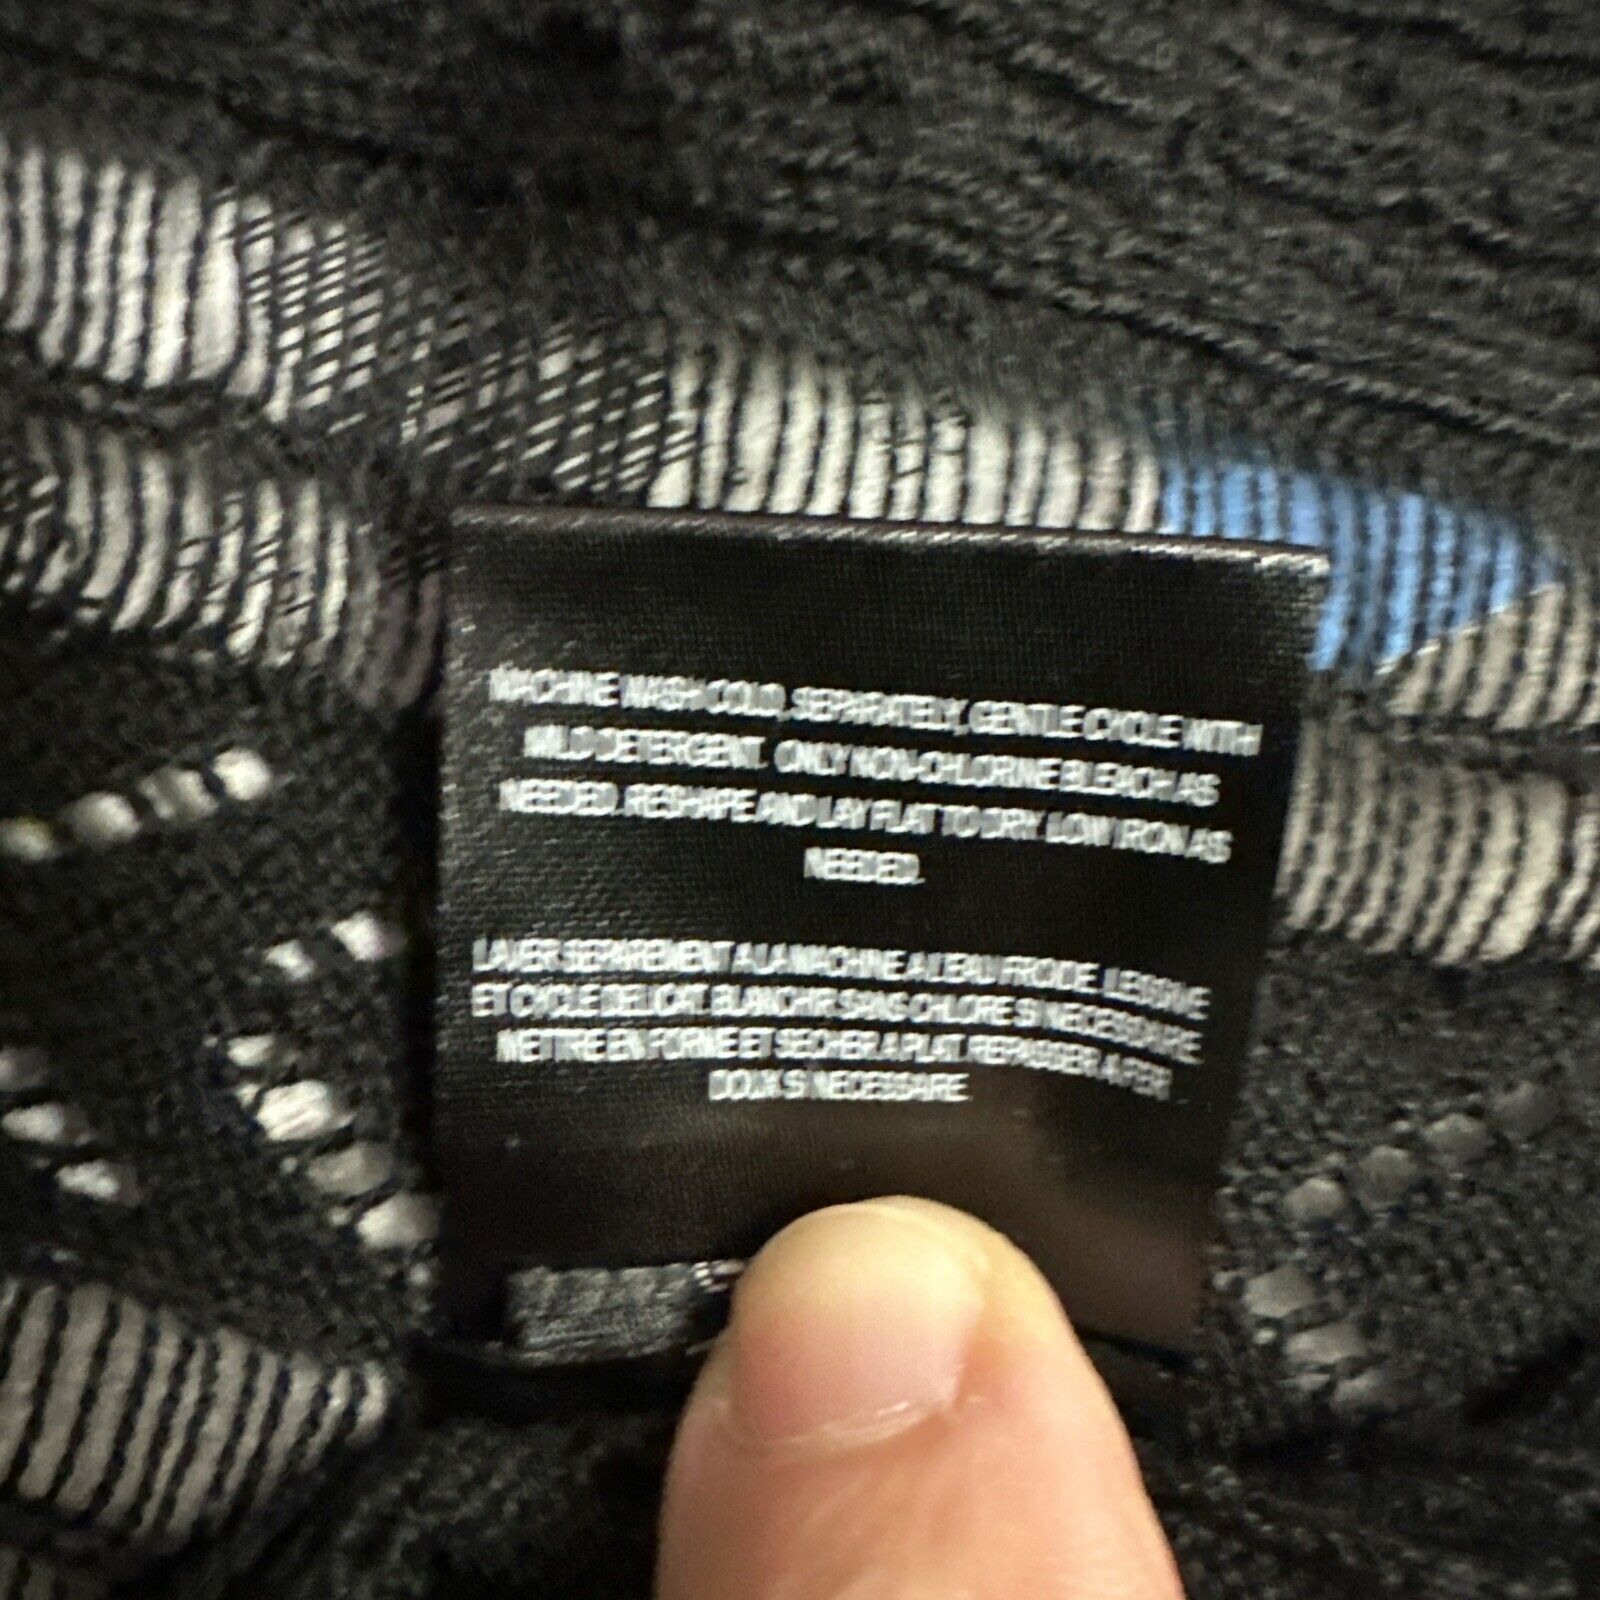 MACHINE WASH COLD, SEPARATELY, GENTLE CYCLE WITH
MILD DETERGENT. ONLY NON-CHLORINE BLEACH AS
NEEDED. RESHAPE AND LAY FLAT TO DRY. LOW IRON AS
NEEDED.
LAVER SEPAREMENT A LA MACHINE A L'EAU FROIDE. LESSIVE
ET CYCLE DELICAT. BLANCHIR SANS CHLORE SI NECESSAIRE.
METTRE EN FORME ET SECHER A PLAT. REPASSER A FER
DOUX SI NECESSAIRE.